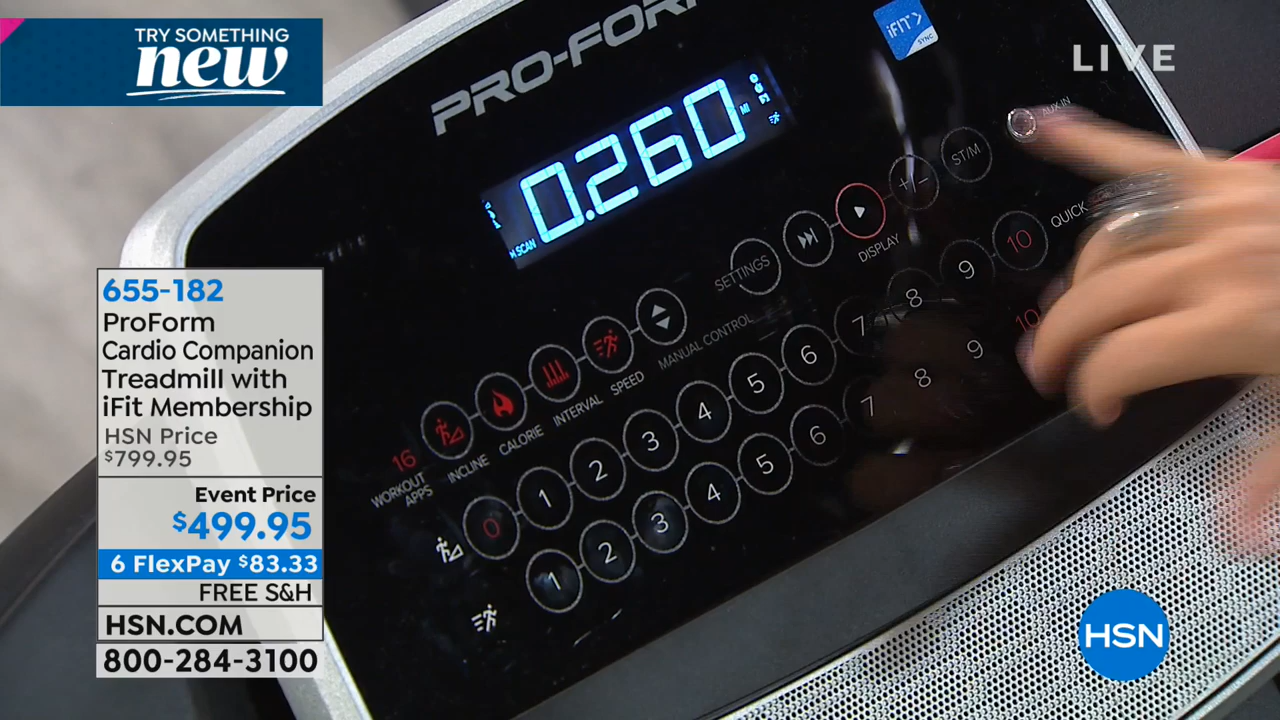 TRY SOMETHING
new
LIVE
PRO-FORM
iFIT
SYNC
AUX IN
0.260
MI
SCAN
ST/M
+/-
DISPLAY
QUICK
SETTINGS
MANUAL CONTROL
SPEED
INTERVAL
CALORIE
INCLINE
16
WORKOUT
APPS
0 1 2 3 4 5 6 7 8 9 10
1 2 3 4 5 6 7 8 9 10
655-182
ProForm
Cardio Companion
Treadmill with
iFit Membership
HSN Price
$799.95
Event Price
$499.95
6 FlexPay $83.33
FREE S&H
HSN.COM
800-284-3100
HSN